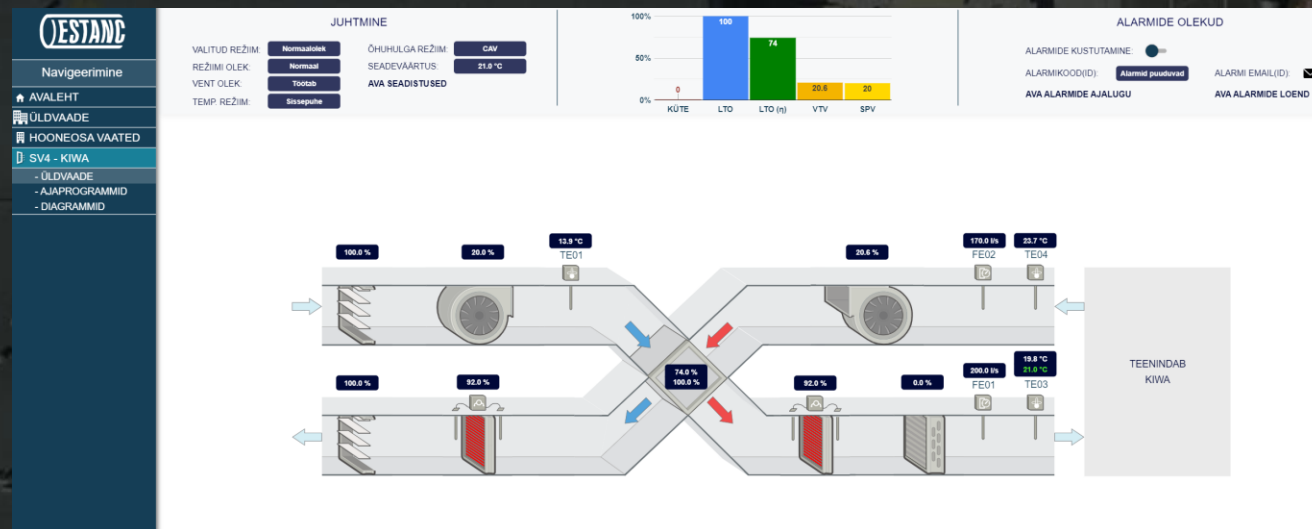 ESTANC
Navigeerimine
AVALEHT
ÜLDVAADE
HOONEOSA VAATED
SV4 - KIWA
- ÜLDVAADE
- AJAPROGRAMMID
- DIAGRAMMID
JUHTMINE
VALITUD REŽIIM: Normaalolek
REŽIIMI OLEK: Normaal
VENT OLEK: Töötab
TEMP. REŽIIM: Sissepuhe
ÕHUHULGA REŽIIM: CAV
SEADEVÄÄRTUS: 21.0 °C
AVA SEADISTUSED
100%
50%
0%
0
100
74
20.6
20
KÜTE LTO LTO (η) VTV SPV
ALARMIDE OLEKUD
ALARMIDE KUSTUTAMINE:
ALARMIKOOD(ID): Alarmid puuduvad ALARMI EMAIL(ID):
AVA ALARMIDE AJALUGU AVA ALARMIDE LOEND
100.0 % 20.0 % 13.9 °C
TE01
20.6 % 170.0 l/s 23.7 °C
FE02 TE04
74.0 %
100.0 %
100.0 % 92.0 % 92.0 % 0.0 % 200.0 l/s 19.8 °C
21.0 °C
FE01 TE03
TEENINDAB
KIWA